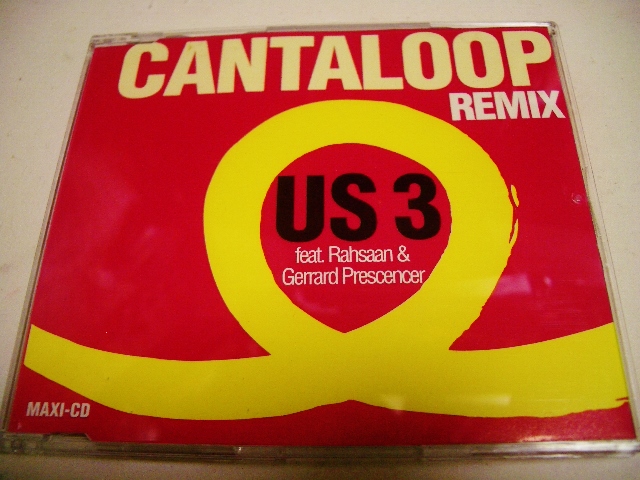 CANTALOOP
REMIX
US 3
feat. Rahsaan &
Gerrard Prescencer
MAXI-CD